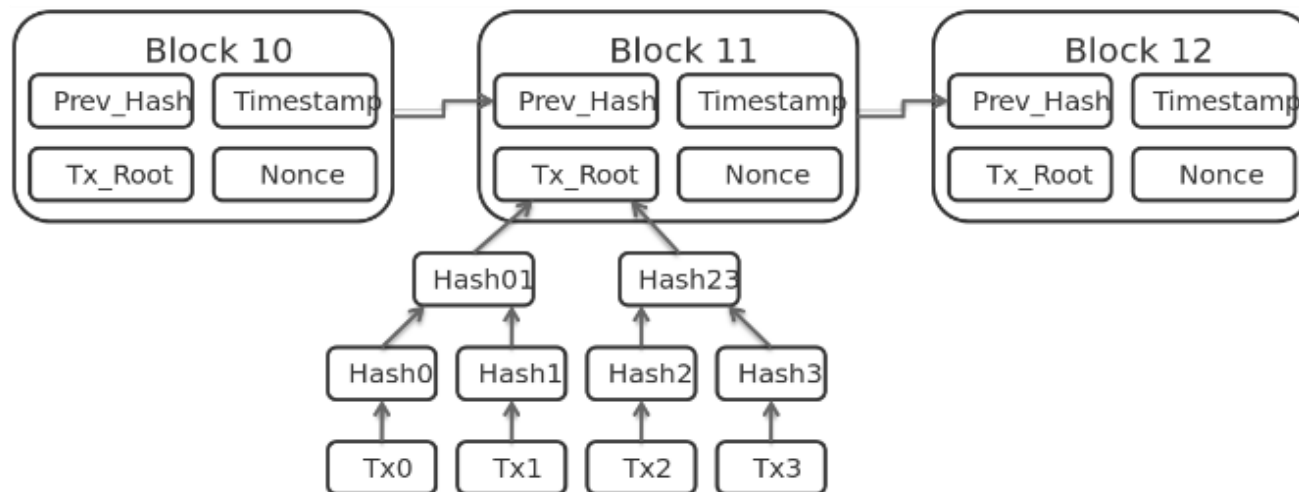 Block 10 Block 11 Block 12
Prev_Hash Timestamp Prev_Hash Timestamp Prev_Hash Timestamp
Tx_Root Nonce Tx_Root Nonce Tx_Root Nonce
Hash01 Hash23
Hash0 Hash1 Hash2 Hash3
Tx0 Tx1 Tx2 Tx3